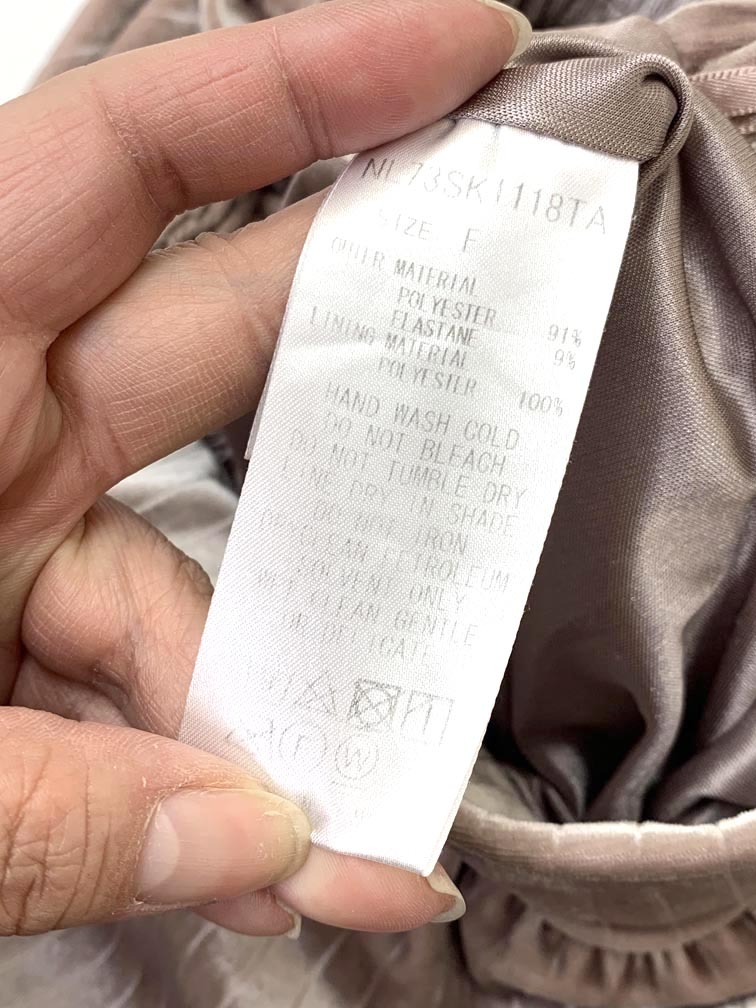 NL73SK1118TA
SIZE F
OUTER MATERIAL
POLYESTER 91%
ELASTANE 9%
LINING MATERIAL
POLYESTER 100%
HAND WASH COLD
DO NOT BLEACH
DO NOT TUMBLE DRY
LINE DRY IN SHADE
DO NOT IRON
DRYCLEAN PETROLEUM
SOLVENT ONLY
WET CLEAN GENTLE
OR DELICATE
F W